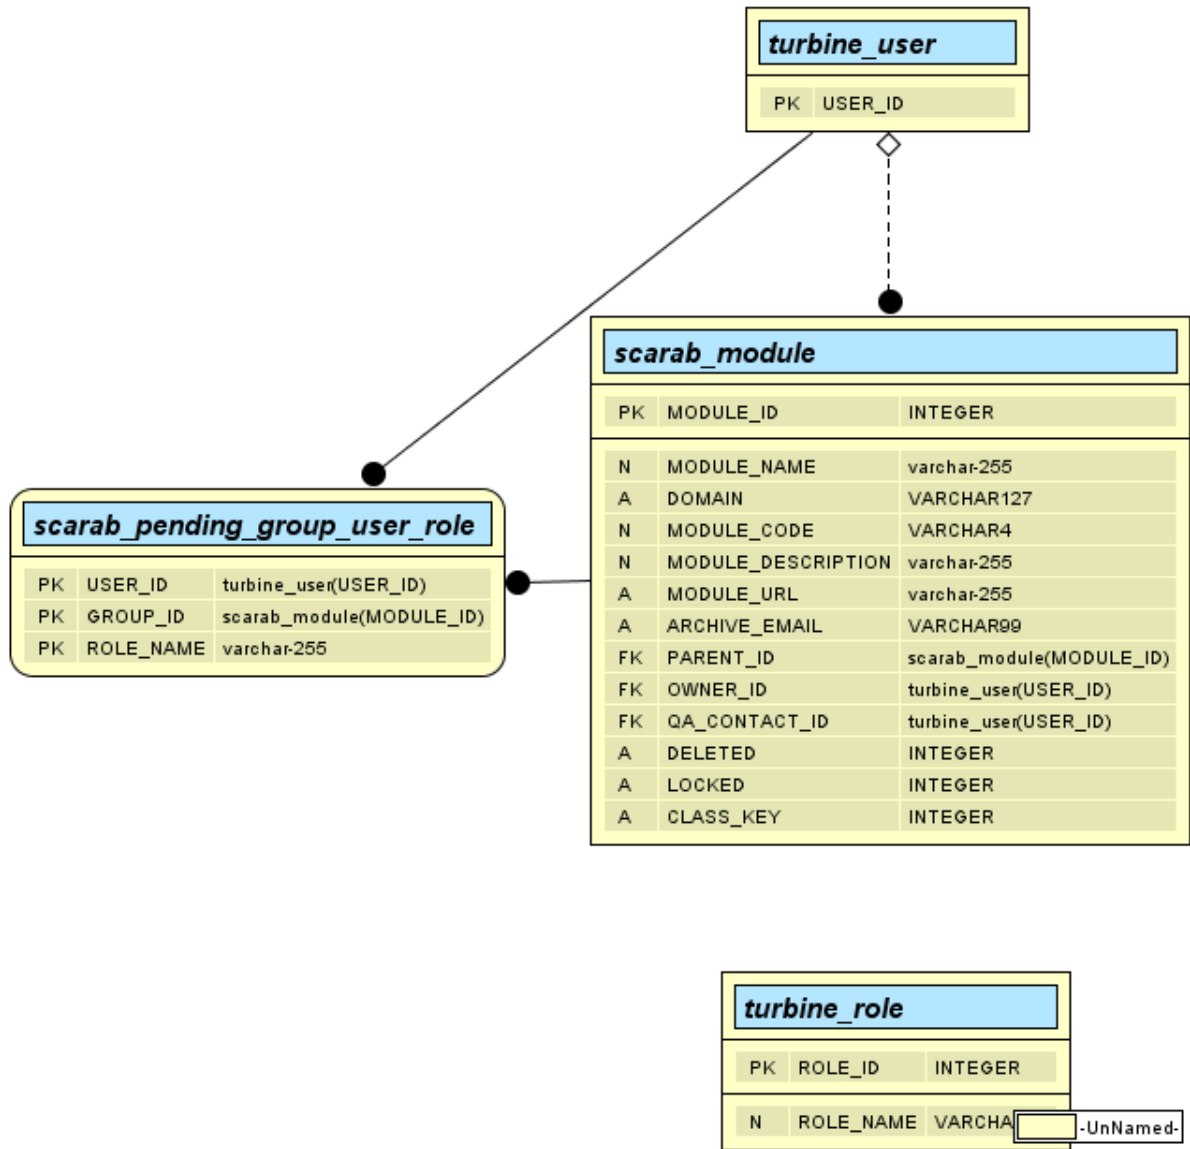 turbine_user
PK USER_ID
scarab_module
PK MODULE_ID INTEGER
N MODULE_NAME varchar-255
A DOMAIN VARCHAR127
N MODULE_CODE VARCHAR4
N MODULE_DESCRIPTION varchar-255
A MODULE_URL varchar-255
A ARCHIVE_EMAIL VARCHAR99
FK PARENT_ID scarab_module(MODULE_ID)
FK OWNER_ID turbine_user(USER_ID)
FK QA_CONTACT_ID turbine_user(USER_ID)
A DELETED INTEGER
A LOCKED INTEGER
A CLASS_KEY INTEGER
scarab_pending_group_user_role
PK USER_ID turbine_user(USER_ID)
PK GROUP_ID scarab_module(MODULE_ID)
PK ROLE_NAME varchar-255
turbine_role
PK ROLE_ID INTEGER
N ROLE_NAME VARCHA
-UnNamed-